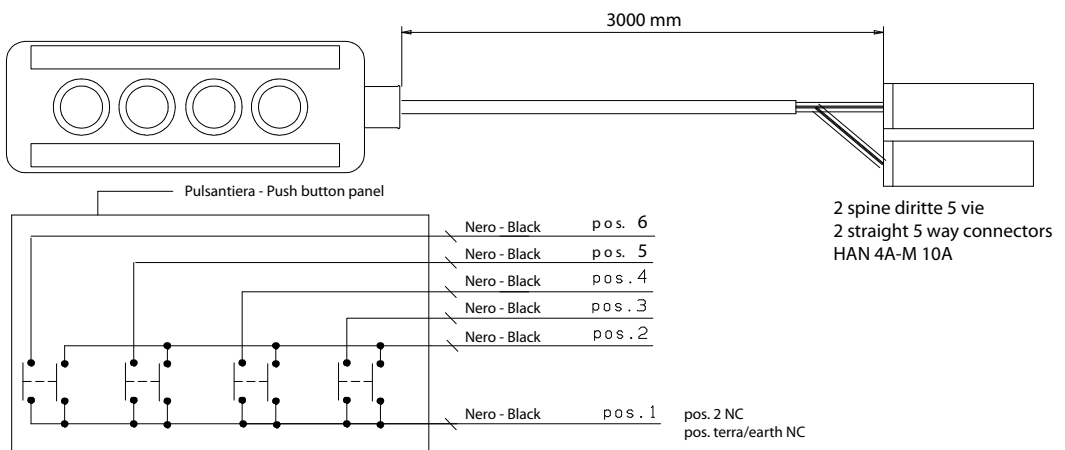 3000 mm
Pulsantiera - Push button panel
2 spine diritte 5 vie
2 straight 5 way connectors
HAN 4A-M 10A
Nero - Black pos. 6
Nero - Black pos. 5
Nero - Black pos.4
Nero - Black pos.3
Nero - Black pos.2
Nero - Black pos.1
pos. 2 NC
pos. terra/earth NC